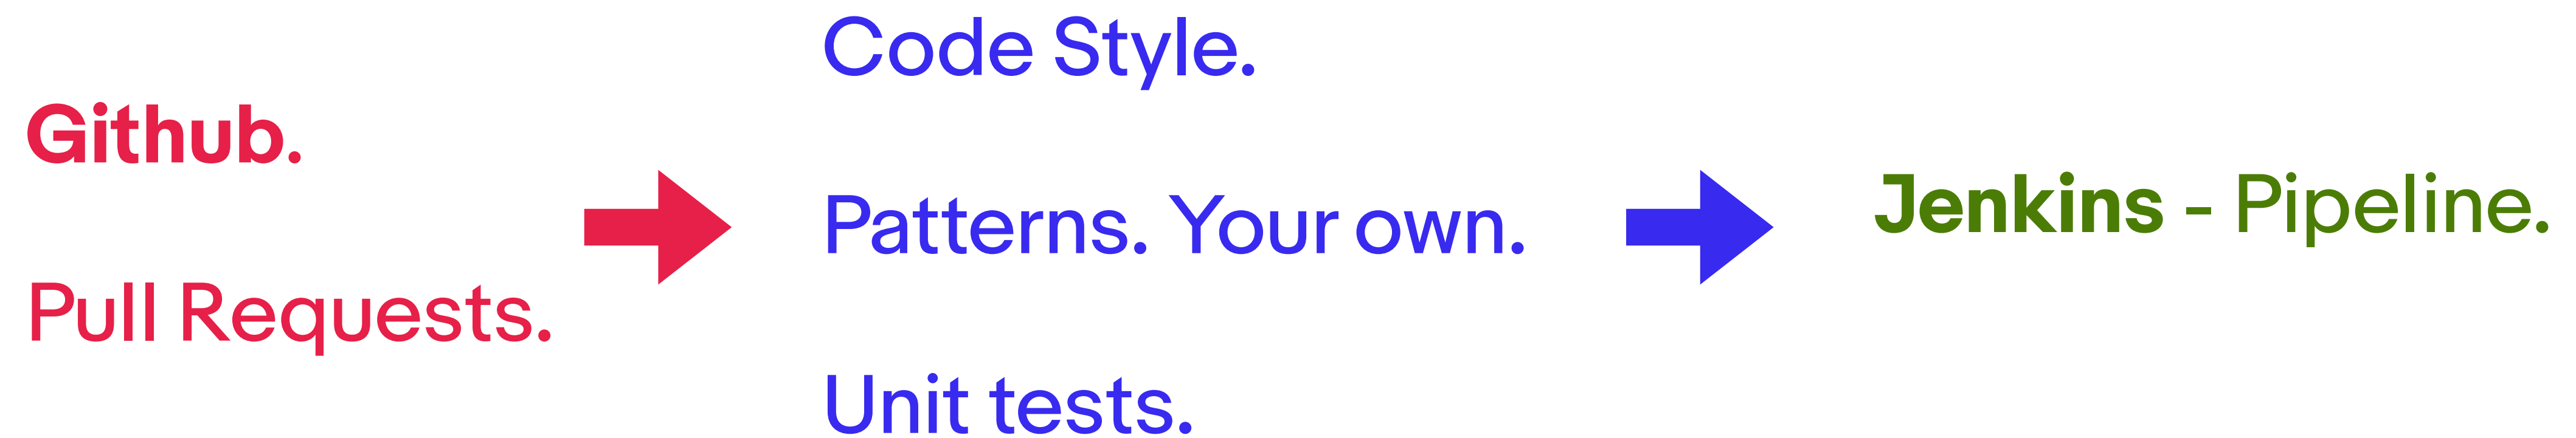 Github.
Pull Requests.
Code Style.
Patterns. Your own.
Unit tests.
Jenkins - Pipeline.